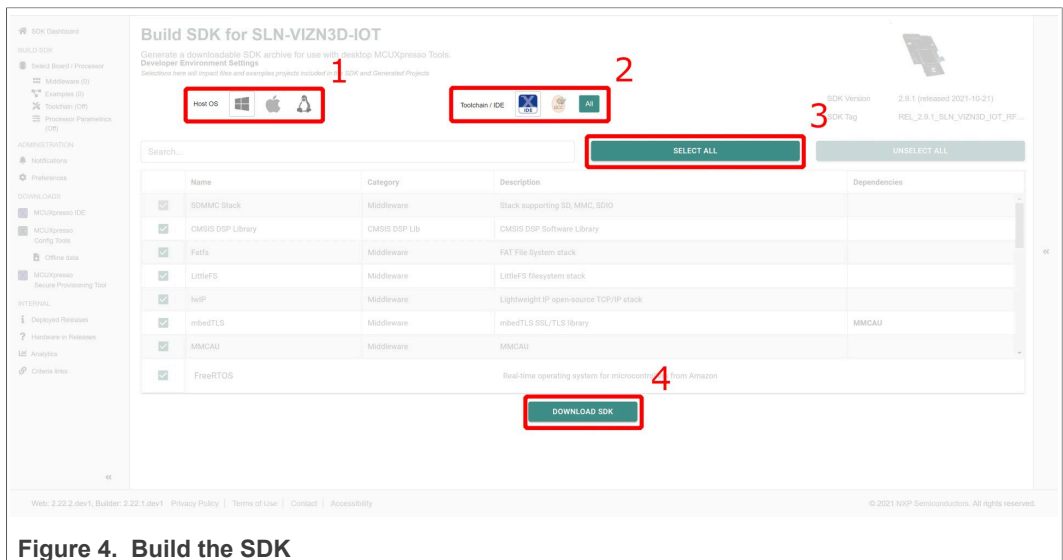 SDK Dashboard
BUILD SDK
Select Board / Processor
Middleware (0)
Examples (0)
Toolchain (Off)
Processor Parametrics
(Off)
ADMINISTRATION
Notifications
Preferences
DOWNLOADS
MCUXpresso IDE
MCUXpresso
Config Tools
Offline data
MCUXpresso
Secure Provisioning Tool
INTERNAL
Deployed Releases
Hardware in Releases
Analytics
Criteria links
«
Build SDK for SLN-VIZN3D-IOT
Generate a downloadable SDK archive for use with desktop MCUXpresso Tools.
Developer Environment Settings
Selections here will impact files and examples projects included in the SDK and Generated Projects
1
2
Host OS
Toolchain / IDE
IDE
All
SDK Version 2.9.1 (released 2021-10-21)
SDK Tag REL_2.9.1_SLN_VIZN3D_IOT_RF...
3
Search...
SELECT ALL
UNSELECT ALL
Name Category Description Dependencies
SDMMC Stack Middleware Stack supporting SD, MMC, SDIO
CMSIS DSP Library CMSIS DSP Lib CMSIS DSP Software Library
Fatfs Middleware FAT File System stack
LittleFS Middleware LittleFS filesystem stack
lwIP Middleware Lightweight IP open-source TCP/IP stack
mbedTLS Middleware mbedTLS SSL/TLS library MMCAU
MMCAU Middleware MMCAU
FreeRTOS Real-time operating system for microcontrollers from Amazon
4
DOWNLOAD SDK
«
Web: 2.22.2.dev1, Builder: 2.22.1.dev1 Privacy Policy | Terms of Use | Contact | Accessibility
© 2021 NXP Semiconductors. All rights reserved.
Figure 4. Build the SDK